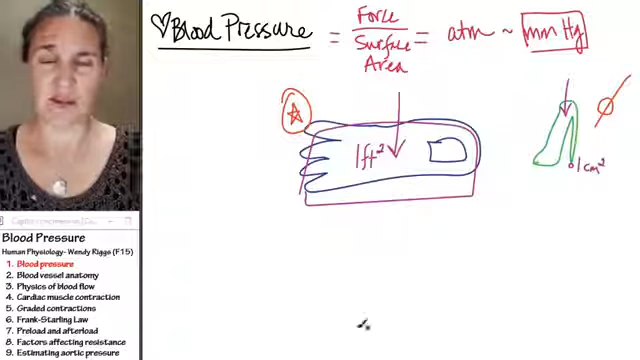 ♡Blood Pressure = Force / Surface Area = atm ~ mm Hg
1ft²
1cm²
Blood Pressure
Human Physiology- Wendy Riggs (F15)
1. Blood pressure
2. Blood vessel anatomy
3. Physics of blood flow
4. Cardiac muscle contraction
5. Graded contractions
6. Frank-Starling Law
7. Preload and afterload
8. Factors affecting resistance
9. Estimating aortic pressure